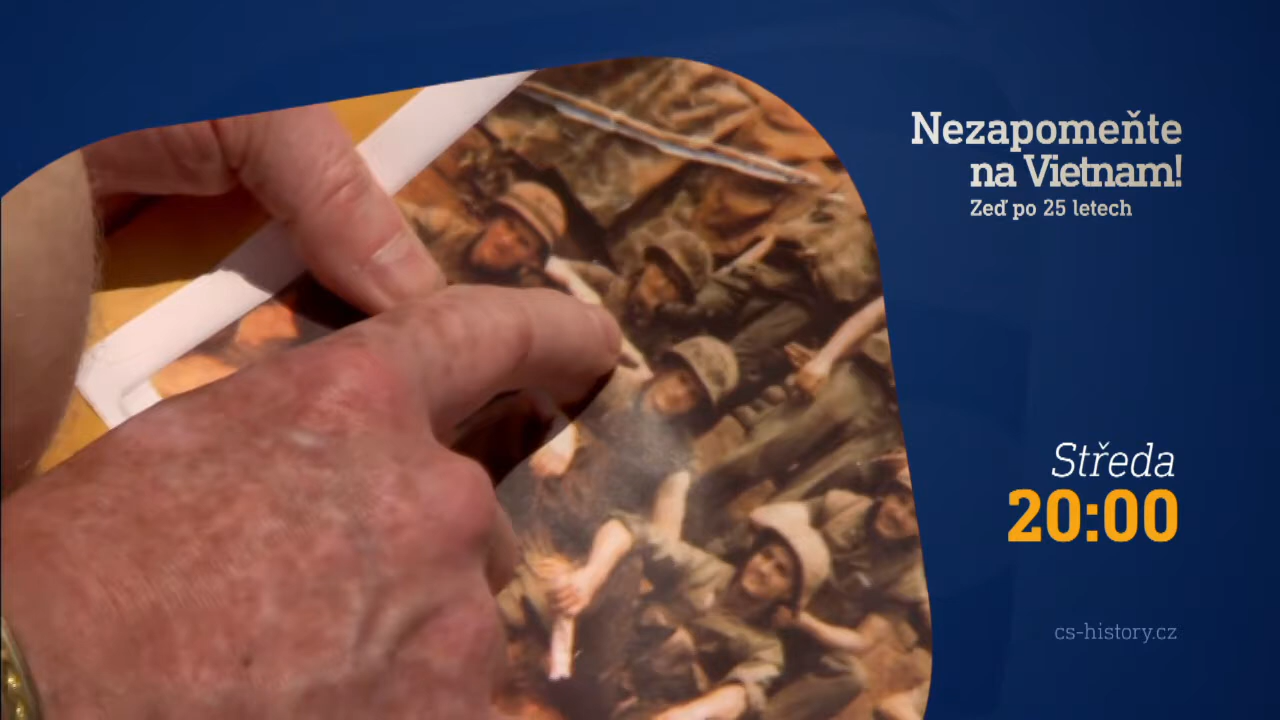 Nezapomeňte
na Vietnam!
Zeď po 25 letech
Středa
20:00
cs-history.cz